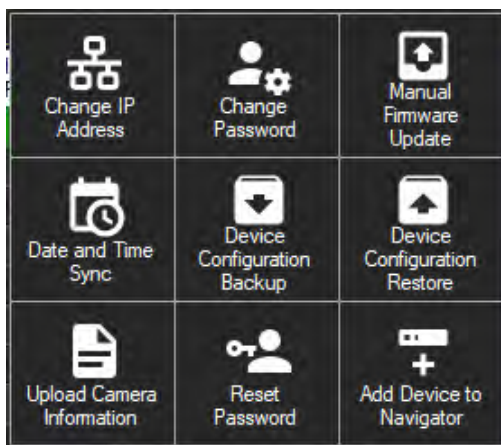 Change IP
Address
Change
Password
Manual
Firmware
Update
Date and Time
Sync
Device
Configuration
Backup
Device
Configuration
Restore
Upload Camera
Information
Reset
Password
Add Device to
Navigator